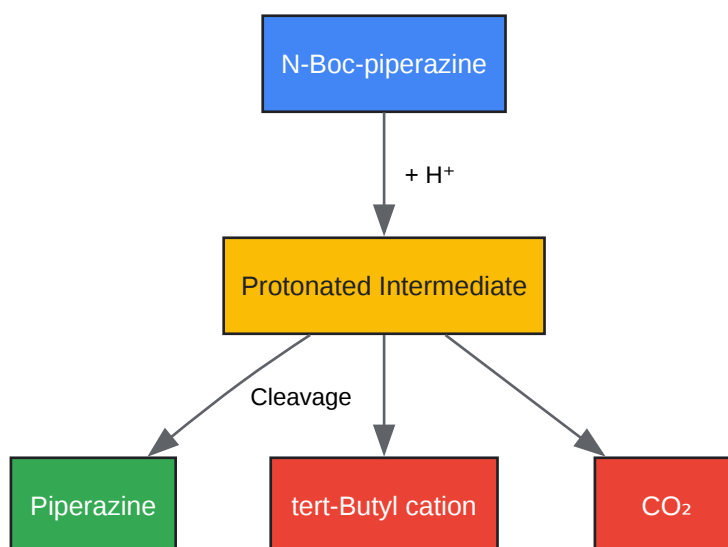 N-Boc-piperazine
+ H⁺
Protonated Intermediate
Cleavage
Piperazine
tert-Butyl cation
CO₂